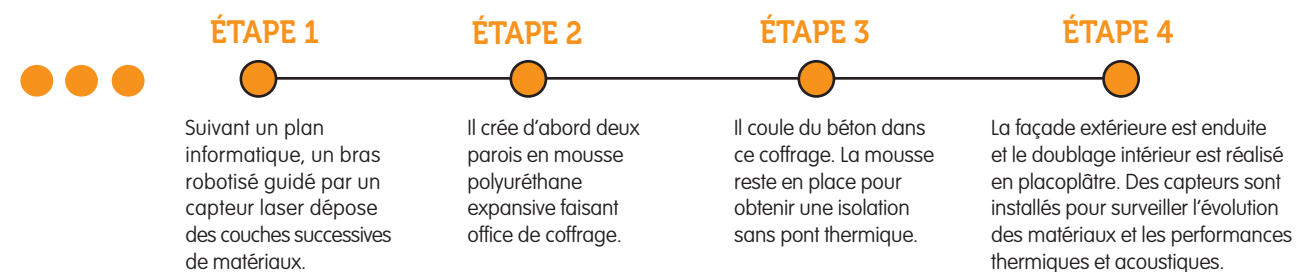 ÉTAPE 1
Suivant un plan
informatique, un bras
robotisé guidé par un
capteur laser dépose
des couches successives
de matériaux.
ÉTAPE 2
Il crée d'abord deux
parois en mousse
polyuréthane
expansive faisant
office de coffrage.
ÉTAPE 3
Il coule du béton dans
ce coffrage. La mousse
reste en place pour
obtenir une isolation
sans pont thermique.
ÉTAPE 4
La façade extérieure est enduite
et le doublage intérieur est réalisé
en placoplâtre. Des capteurs sont
installés pour surveiller l'évolution
des matériaux et les performances
thermiques et acoustiques.